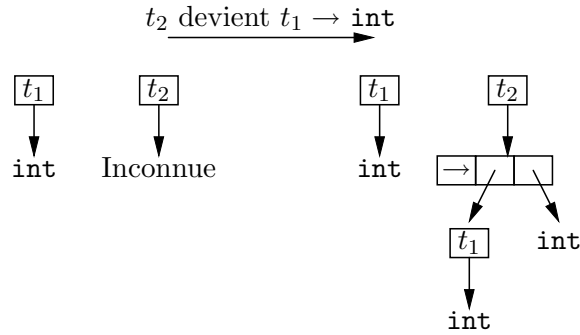 t₂ devient t₁ → int
t₁ t₂ t₁ t₂
int Inconnue int →
t₁ int
int